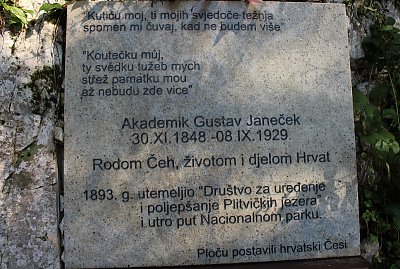 "Kutiću moj, ti mojih svjedoče težnja
spomen mi čuvaj, kad ne budem više"
"Koutečku můj,
ty svědku tužeb mych
střež památku mou
až nebudu zde vice"
Akademik Gustav Janeček
30.XI.1848 -08 IX.1929.
Rodom Čeh, životom i djelom Hrvat
1893. g. utemeljio "Društvo za uređenje
i poljepšanje Plitvičkih jezera"
i utro put Nacionalnom parku.
Ploču postavili hrvatski Česi